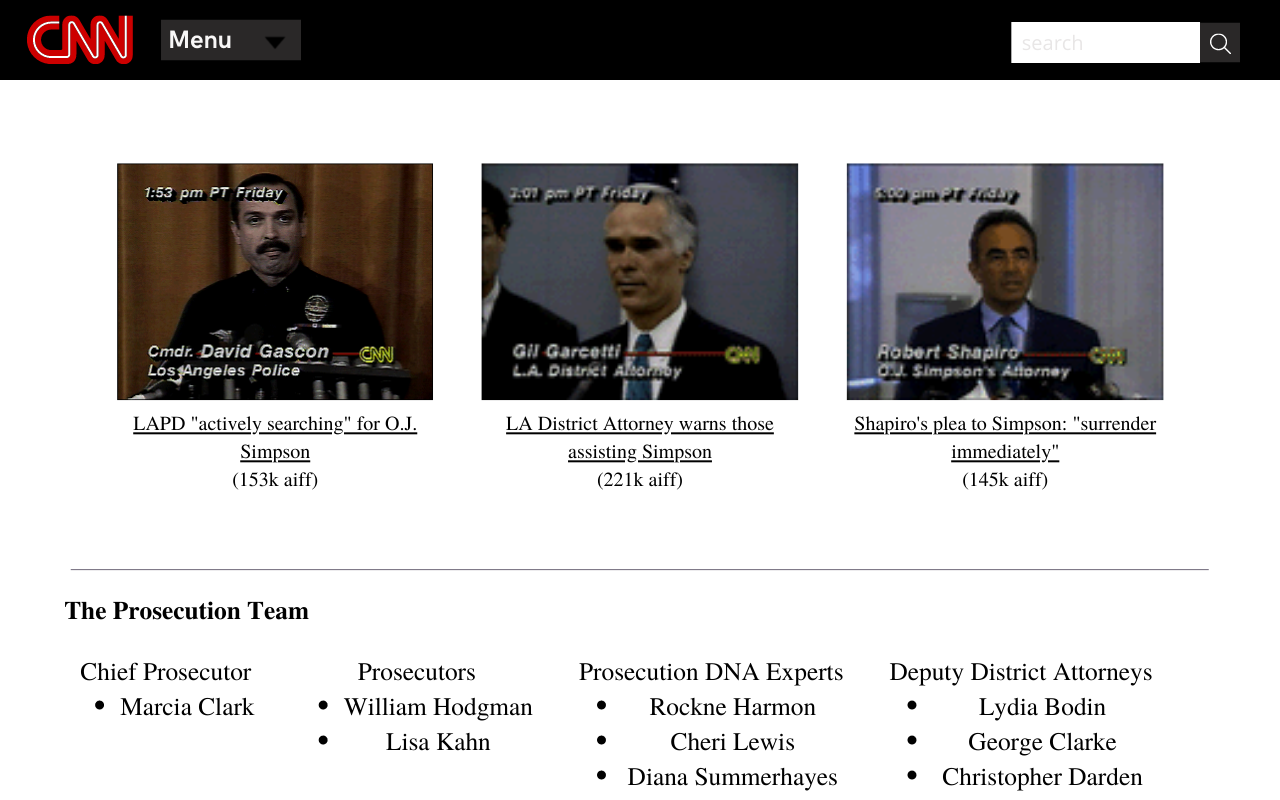 CNN
Menu
search
1:53 pm PT Friday
Cmdr. David Gascon
CNN
Los Angeles Police
pm PT Friday
Gil Garcetti
CNN
L.A. District Attorney
pm PT Friday
Robert Shapiro
CNN
O.J. Simpson's Attorney
LAPD "actively searching" for O.J.
Simpson
(153k aiff)
LA District Attorney warns those
assisting Simpson
(221k aiff)
Shapiro's plea to Simpson: "surrender
immediately"
(145k aiff)
The Prosecution Team
Chief Prosecutor
• Marcia Clark
Prosecutors
• William Hodgman
• Lisa Kahn
Prosecution DNA Experts
• Rockne Harmon
• Cheri Lewis
• Diana Summerhayes
Deputy District Attorneys
• Lydia Bodin
• George Clarke
• Christopher Darden